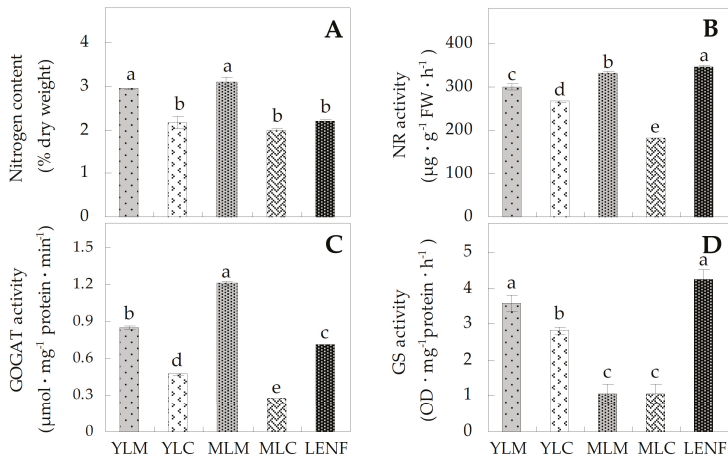 A
Nitrogen content
(% dry weight)
4
3
2
1
0
a
b
a
b
b
B
NR activity
(μg · g-1 FW · h-1)
400
300
200
100
0
c
d
b
e
a
C
GOGAT activity
(μmol · mg-1 protein · min-1)
1.5
1.2
0.9
0.6
0.3
0
b
d
a
e
c
YLM YLC MLM MLC LENF
D
GS activity
(OD · mg-1 protein · h-1)
5
4
3
2
1
0
a
b
c
c
a
YLM YLC MLM MLC LENF